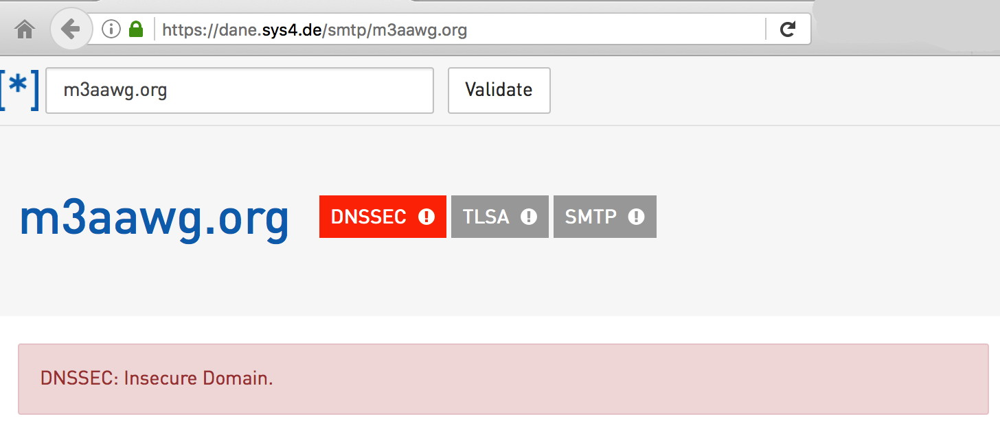 https://dane.sys4.de/smtp/m3aawg.org
[*] m3aawg.org Validate
m3aawg.org DNSSEC TLSA SMTP
DNSSEC: Insecure Domain.